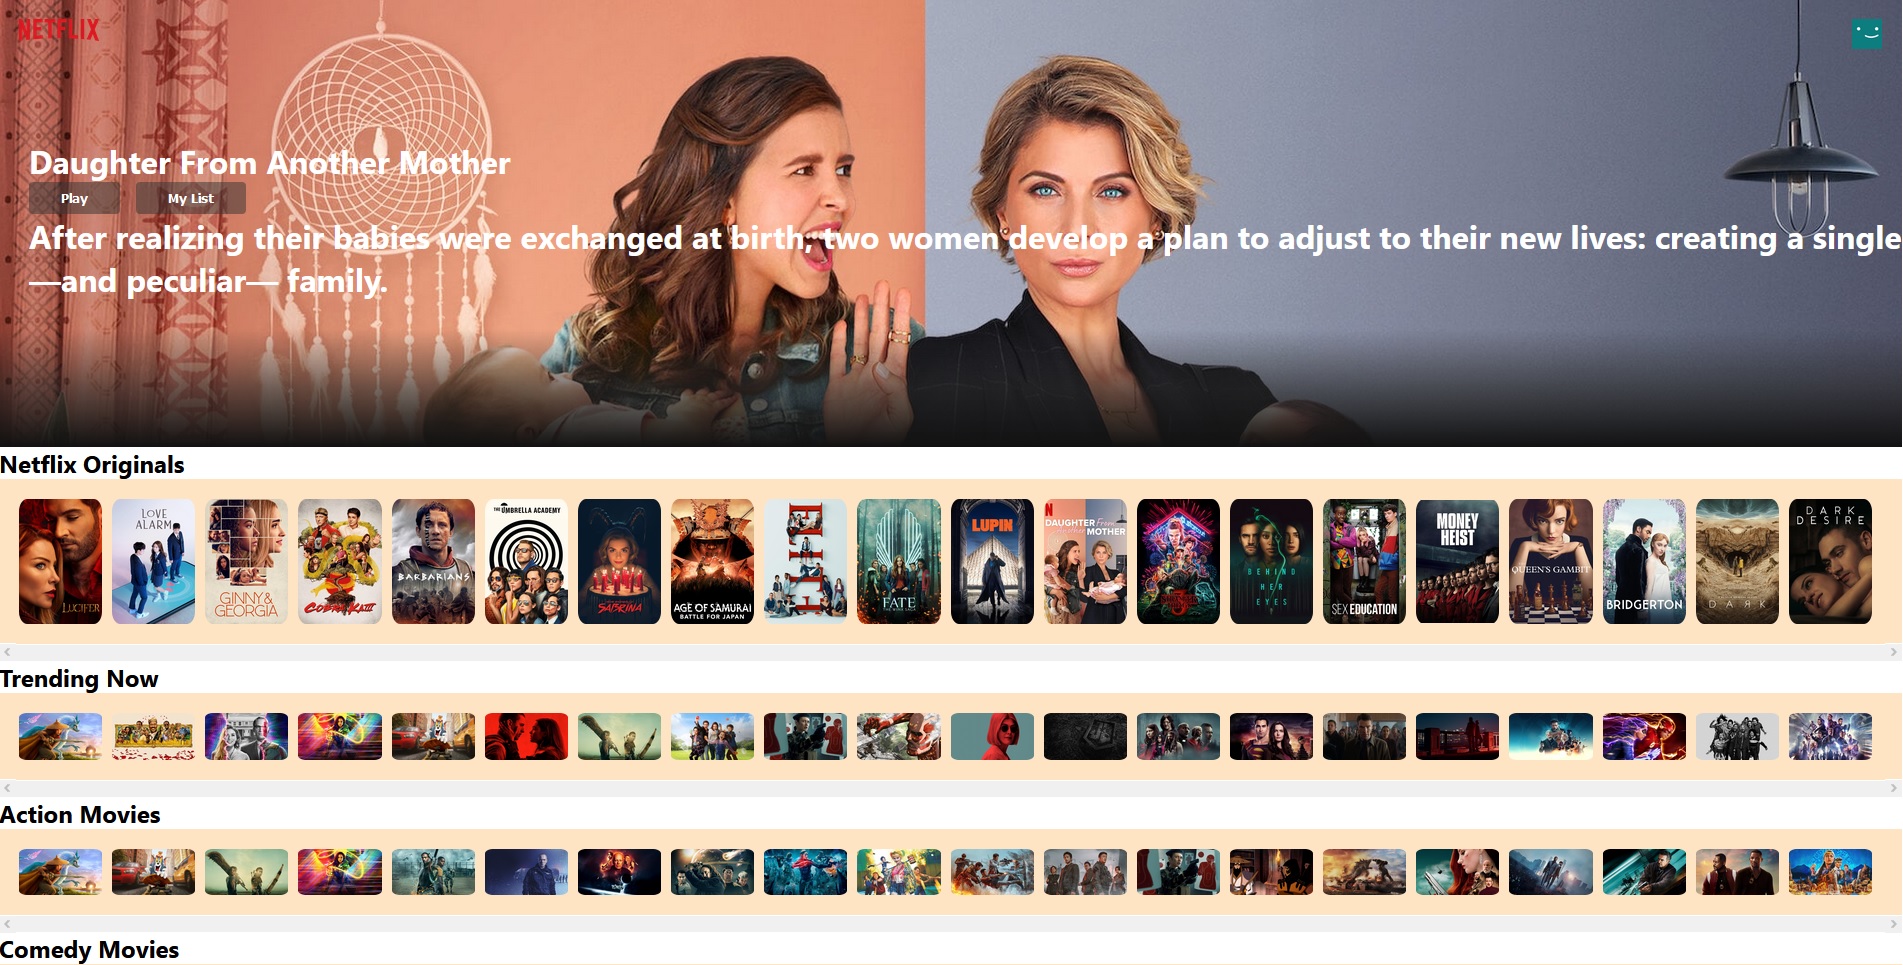 NETFLIX
Daughter From Another Mother
Play
My List
After realizing their babies were exchanged at birth, two women develop a plan to adjust to their new lives: creating a single
—and peculiar— family.
Netflix Originals
LUCIFER
LOVE
ALARM
GINNY&
GEORGIA
COBRA KAI
BARBARIANS
THE UMBRELLA ACADEMY
SABRINA
AGE OF SAMURAI
BATTLE FOR JAPAN
ELITE
FATE
LUPIN
N
DAUGHTER From
Another MOTHER
STRANGER THINGS
BEHIND
HER
EYES
SEX EDUCATION
MONEY
HEIST
QUEEN'S GAMBIT
BRIDGERTON
DARK
DARK
DESIRE
Trending Now
Action Movies
Comedy Movies